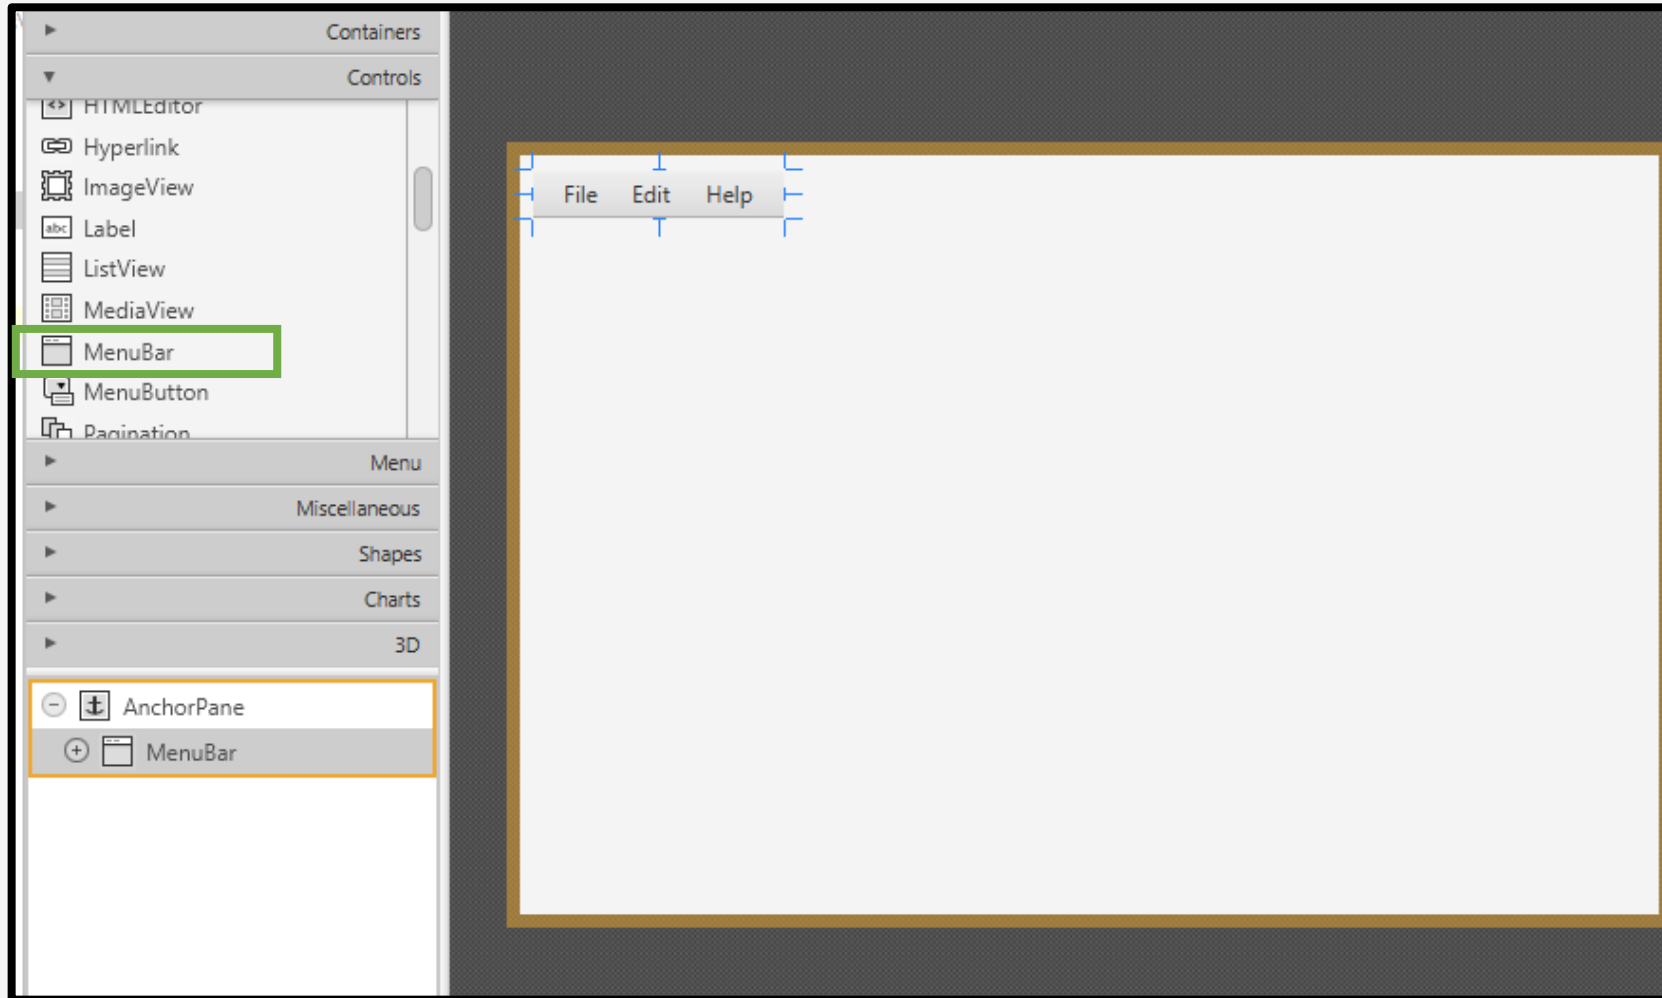 Containers
Controls
HTMLEditor
Hyperlink
ImageView
abc Label
ListView
MediaView
MenuBar
MenuButton
Pagination
Menu
Miscellaneous
Shapes
Charts
3D
AnchorPane
MenuBar
File Edit Help